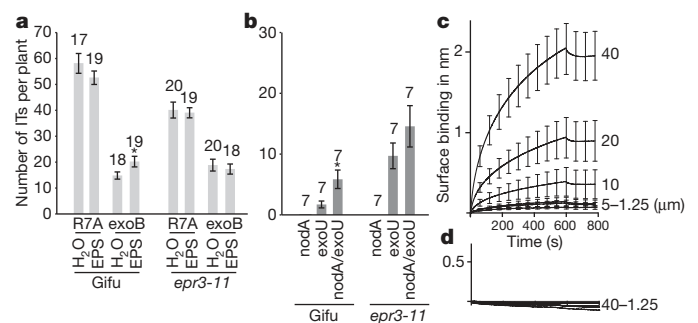 a
Number of ITs per plant
70
60
50
40
30
20
10
0
17
19
18
19
*
20
19
20
18
R7A exoB
R7A exoB
H2O
EPS
H2O
EPS
H2O
EPS
H2O
EPS
Gifu
epr3-11
b
30
20
10
0
7
7
7
*
7
7
7
nodA
exoU
nodA/exoU
nodA
exoU
nodA/exoU
Gifu
epr3-11
c
Surface binding in nm
2
1
40
20
10
5–1.25 (μm)
200 400 600 800
Time (s)
d
0.5
40–1.25